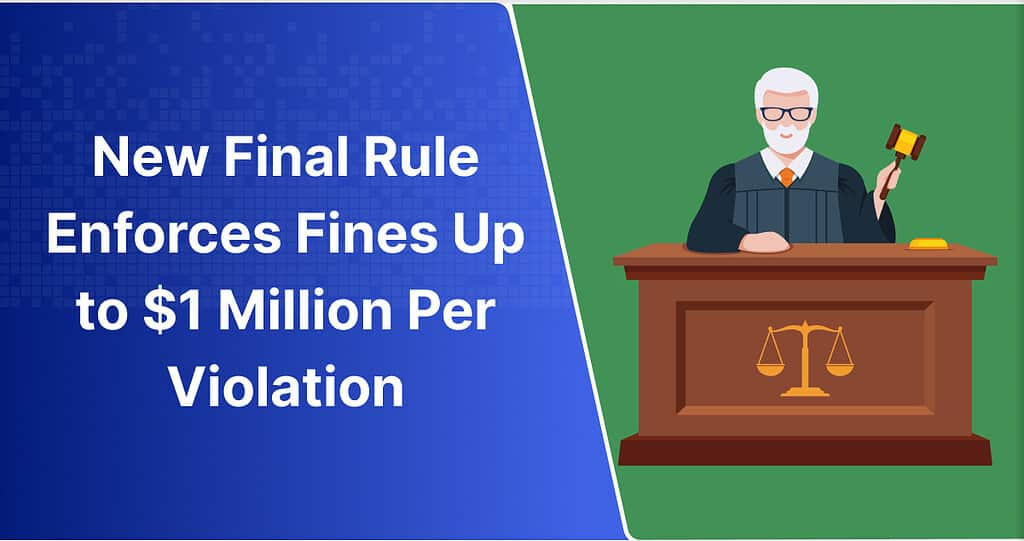 New Final Rule
Enforces Fines Up
to $1 Million Per
Violation